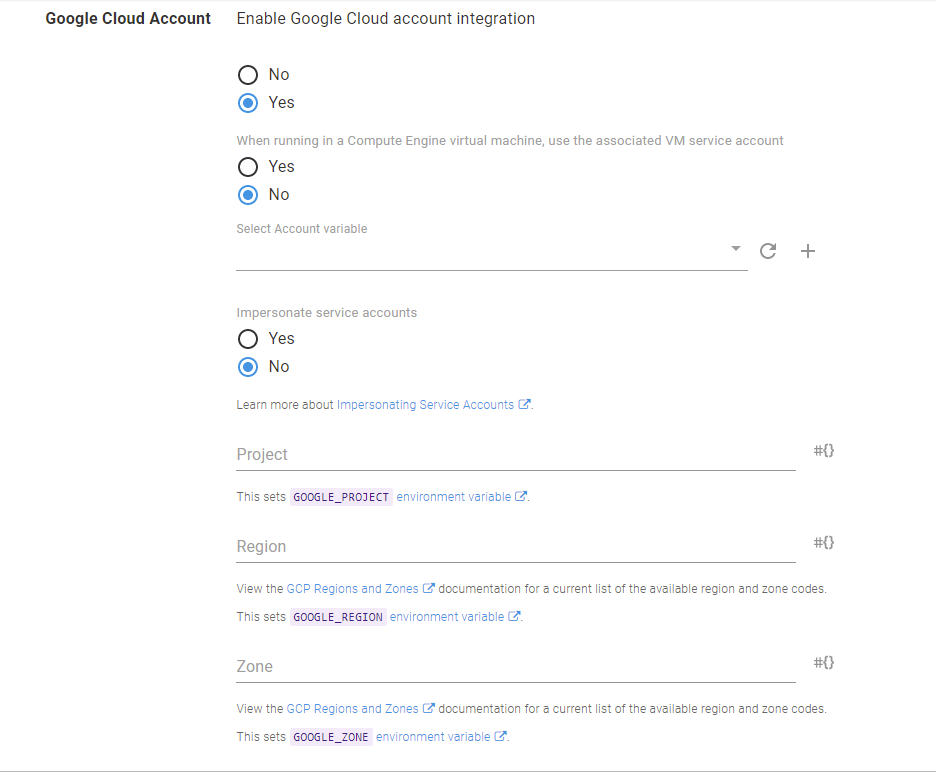 Google Cloud Account Enable Google Cloud account integration
No
Yes
When running in a Compute Engine virtual machine, use the associated VM service account
Yes
No
Select Account variable
Impersonate service accounts
Yes
No
Learn more about Impersonating Service Accounts.
Project #{}
This sets GOOGLE_PROJECT environment variable.
Region #{}
View the GCP Regions and Zones documentation for a current list of the available region and zone codes.
This sets GOOGLE_REGION environment variable.
Zone #{}
View the GCP Regions and Zones documentation for a current list of the available region and zone codes.
This sets GOOGLE_ZONE environment variable.